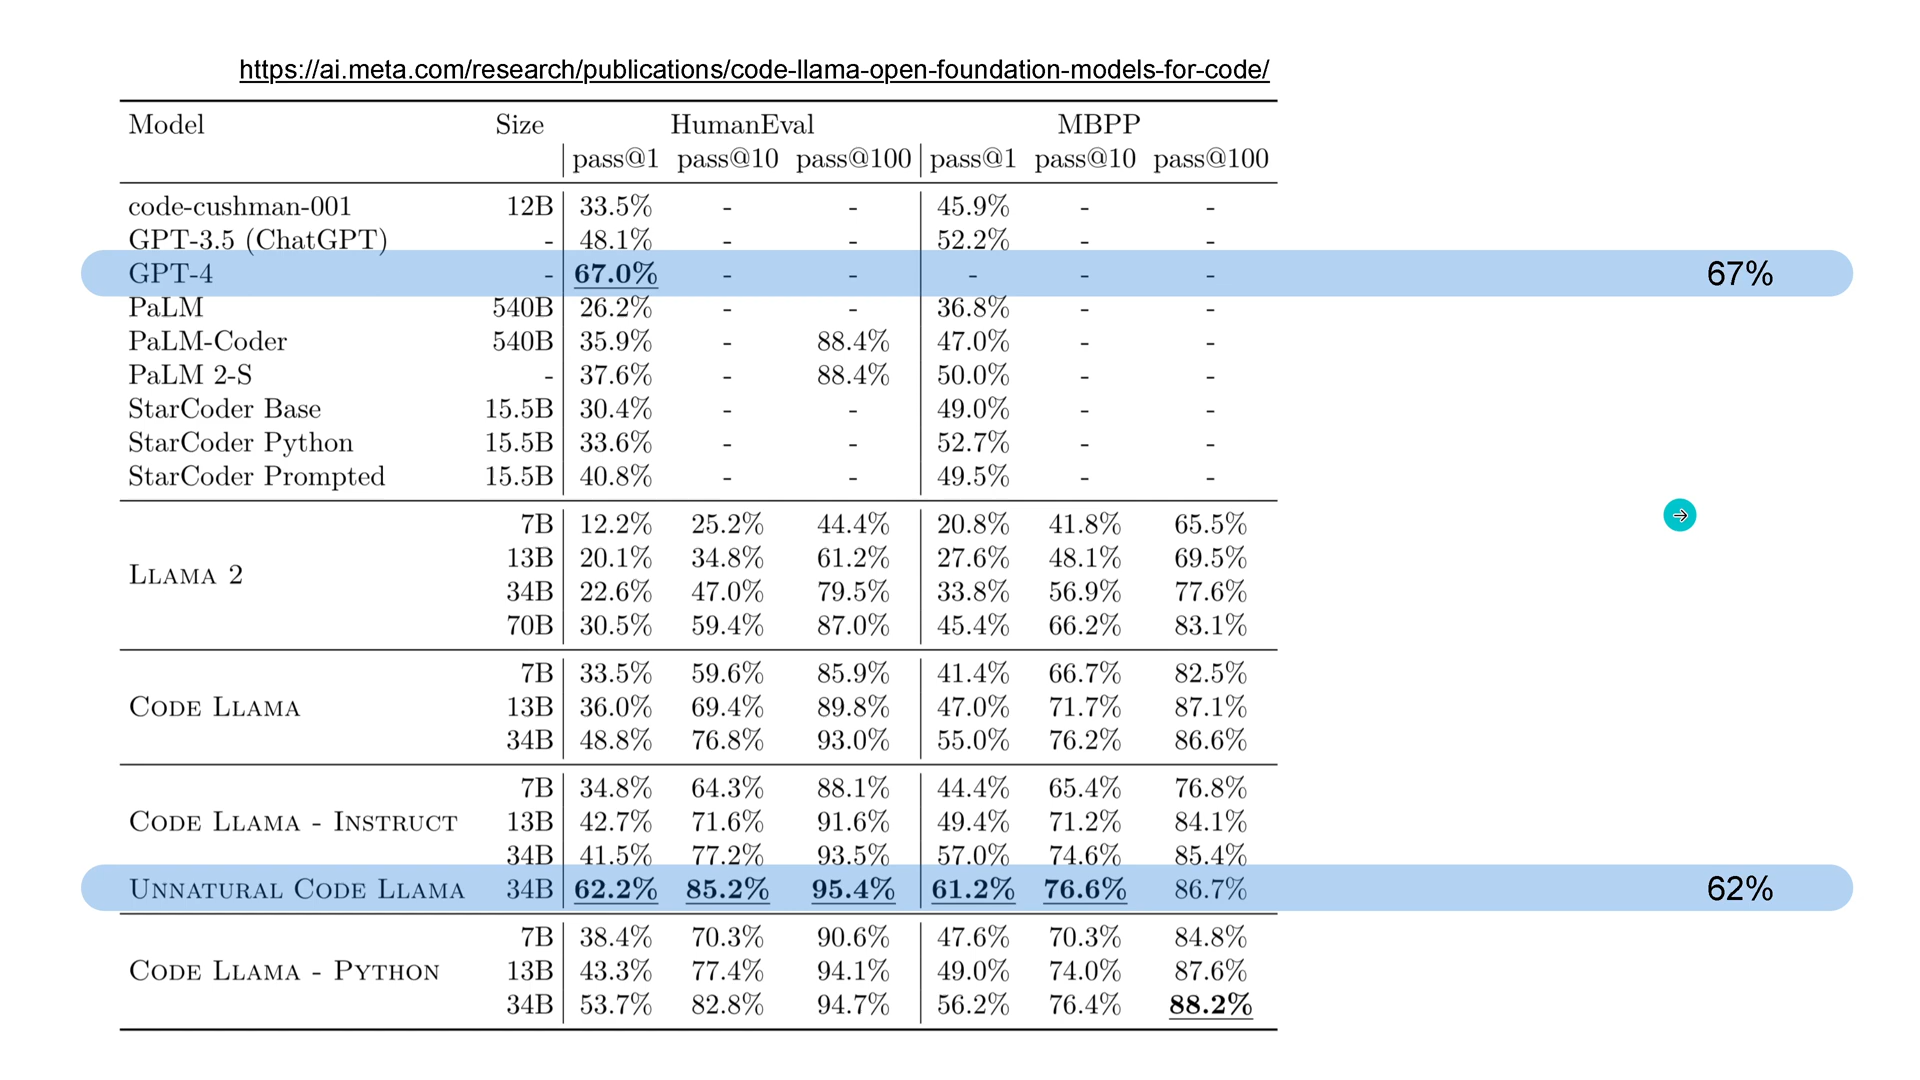 https://ai.meta.com/research/publications/code-llama-open-foundation-models-for-code/
Model Size HumanEval MBPP
pass@1 pass@10 pass@100 pass@1 pass@10 pass@100
code-cushman-001 12B 33.5% - - 45.9% - -
GPT-3.5 (ChatGPT) - 48.1% - - 52.2% - -
GPT-4 - 67.0% - - - - - 67%
PaLM 540B 26.2% - - 36.8% - -
PaLM-Coder 540B 35.9% - 88.4% 47.0% - -
PaLM 2-S - 37.6% - 88.4% 50.0% - -
StarCoder Base 15.5B 30.4% - - 49.0% - -
StarCoder Python 15.5B 33.6% - - 52.7% - -
StarCoder Prompted 15.5B 40.8% - - 49.5% - -
7B 12.2% 25.2% 44.4% 20.8% 41.8% 65.5%
13B 20.1% 34.8% 61.2% 27.6% 48.1% 69.5%
LLAMA 2
34B 22.6% 47.0% 79.5% 33.8% 56.9% 77.6%
70B 30.5% 59.4% 87.0% 45.4% 66.2% 83.1%
7B 33.5% 59.6% 85.9% 41.4% 66.7% 82.5%
CODE LLAMA 13B 36.0% 69.4% 89.8% 47.0% 71.7% 87.1%
34B 48.8% 76.8% 93.0% 55.0% 76.2% 86.6%
7B 34.8% 64.3% 88.1% 44.4% 65.4% 76.8%
CODE LLAMA - INSTRUCT 13B 42.7% 71.6% 91.6% 49.4% 71.2% 84.1%
34B 41.5% 77.2% 93.5% 57.0% 74.6% 85.4%
UNNATURAL CODE LLAMA 34B 62.2% 85.2% 95.4% 61.2% 76.6% 86.7% 62%
7B 38.4% 70.3% 90.6% 47.6% 70.3% 84.8%
CODE LLAMA - PYTHON 13B 43.3% 77.4% 94.1% 49.0% 74.0% 87.6%
34B 53.7% 82.8% 94.7% 56.2% 76.4% 88.2%